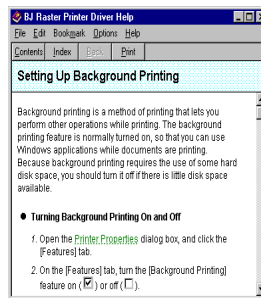 BJ Raster Printer Driver Help
File Edit Bookmark Options Help
Contents Index Back Print
Setting Up Background Printing
Background printing is a method of printing that lets you
perform other operations while printing. The background
printing feature is normally turned on, so that you can use
Windows applications while documents are printing.
Because background printing requires the use of some hard
disk space, you should turn it off if there is little disk space
available.
● Turning Background Printing On and Off
1. Open the Printer Properties dialog box, and click the
[Features] tab.
2. On the [Features] tab, turn the [Background Printing]
feature on (☑) or off (☐).